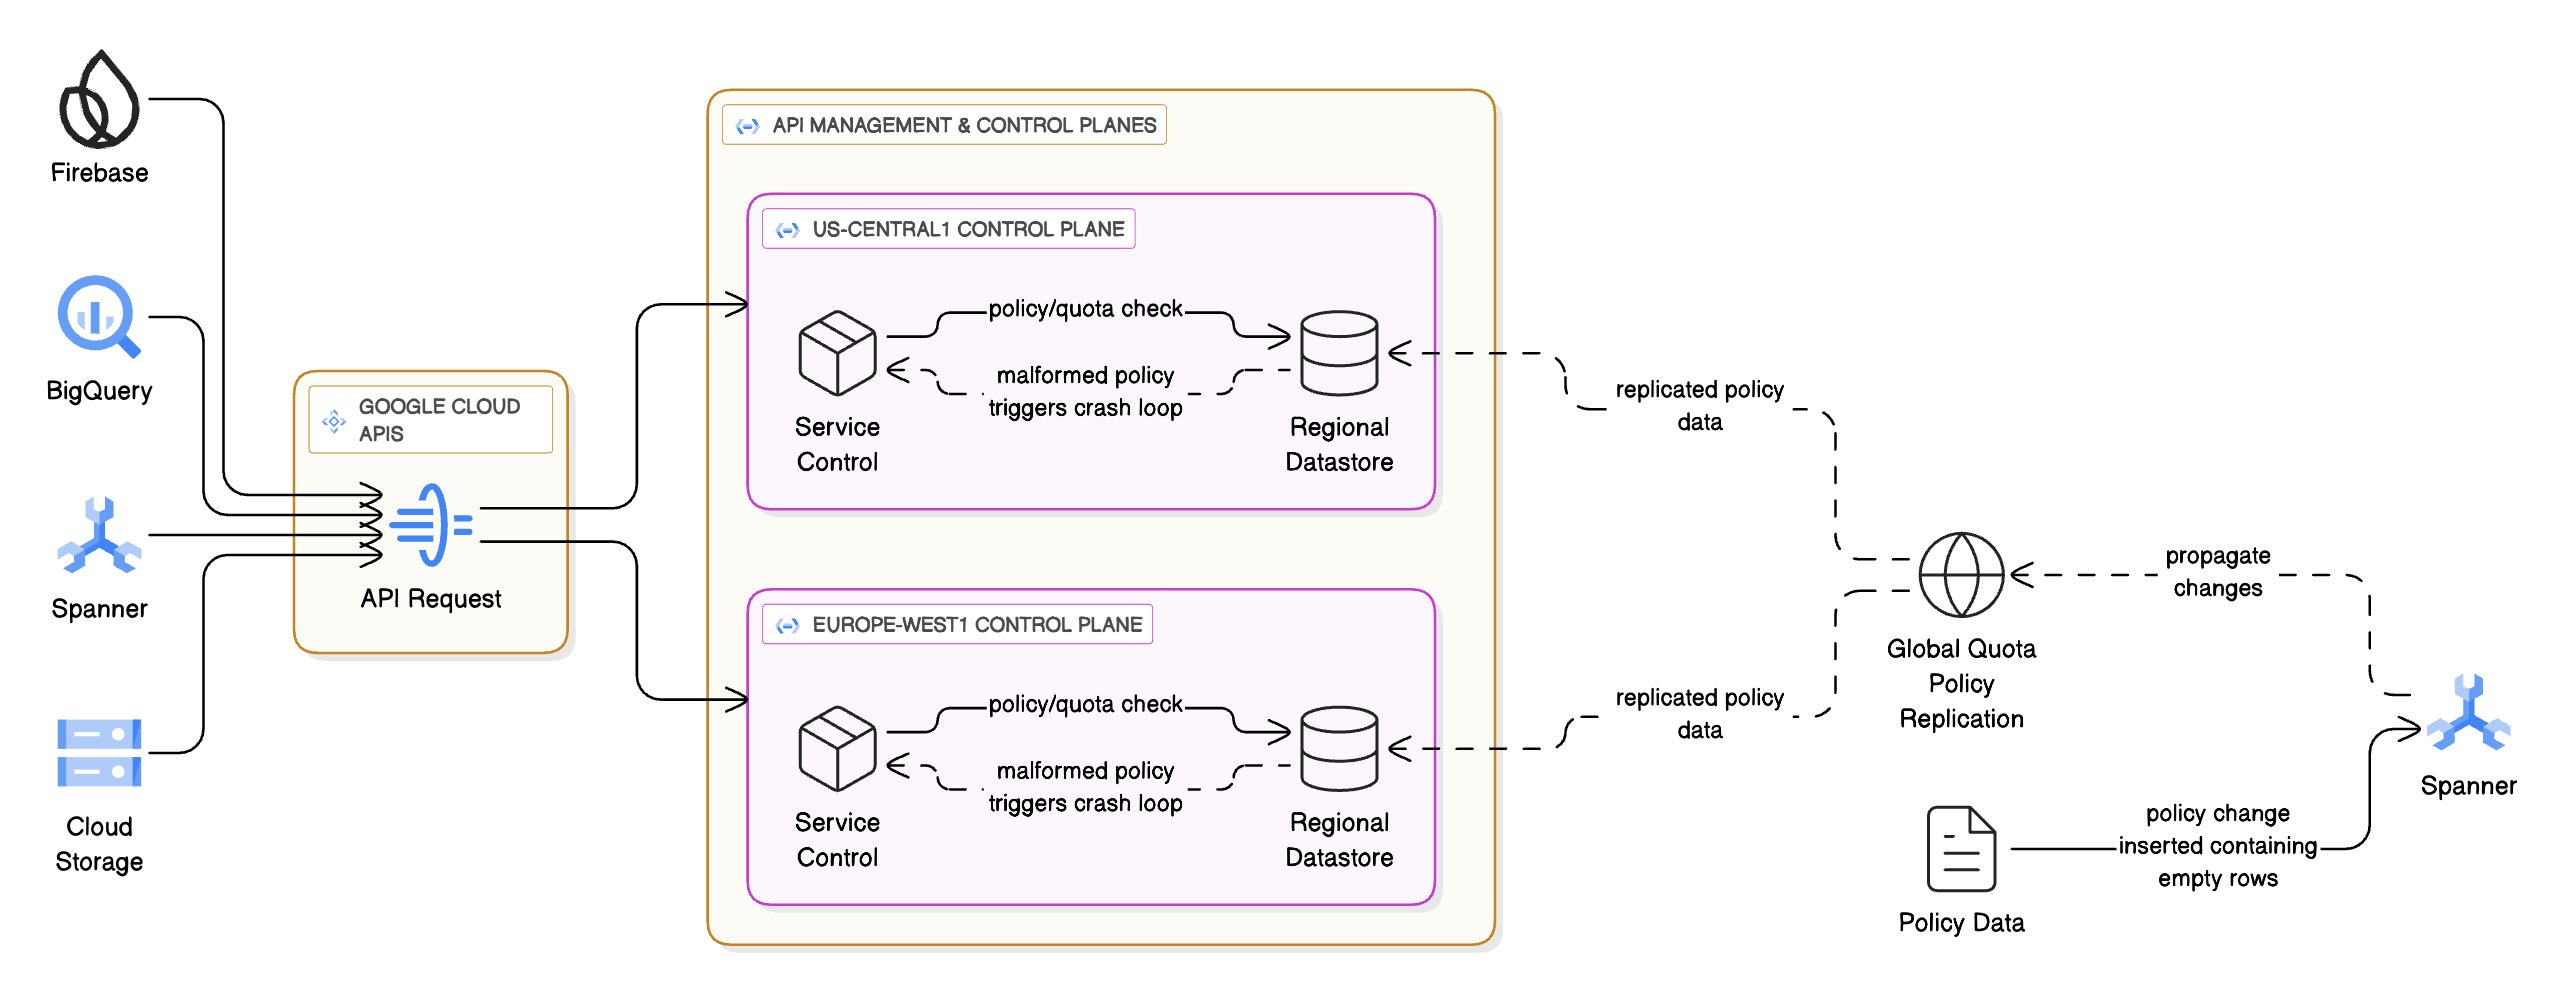 Firebase
BigQuery
Spanner
Cloud
Storage
GOOGLE CLOUD
APIS
API Request
API MANAGEMENT & CONTROL PLANES
US-CENTRAL1 CONTROL PLANE
policy/quota check
malformed policy
triggers crash loop
Service
Control
Regional
Datastore
EUROPE-WEST1 CONTROL PLANE
policy/quota check
malformed policy
triggers crash loop
Service
Control
Regional
Datastore
replicated policy
data
replicated policy
data
Global Quota
Policy
Replication
propagate
changes
Spanner
policy change
inserted containing
empty rows
Policy Data